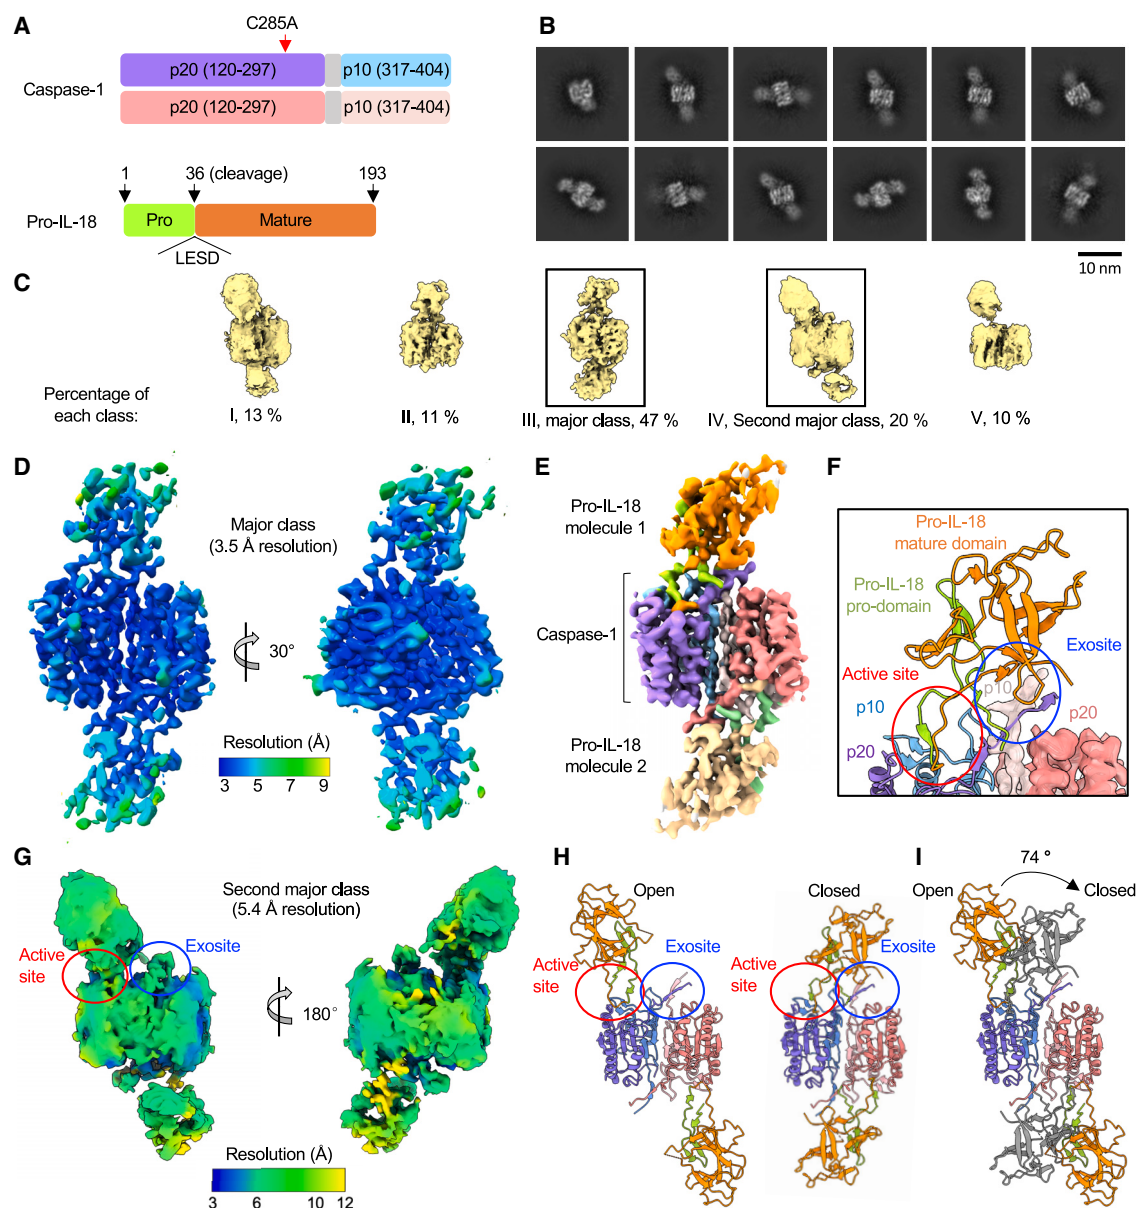 A
C285A
Caspase-1
p20 (120-297)
p10 (317-404)
p20 (120-297)
p10 (317-404)
1
36 (cleavage)
193
Pro-IL-18
Pro
Mature
LESD
B
10 nm
C
Percentage of
each class:
I, 13 %
II, 11 %
III, major class, 47 %
IV, Second major class, 20 %
V, 10 %
D
Major class
(3.5 Å resolution)
30°
Resolution (Å)
3 5 7 9
E
Pro-IL-18
molecule 1
Caspase-1
Pro-IL-18
molecule 2
F
Pro-IL-18
mature domain
Pro-IL-18
pro-domain
Exosite
Active site
p10
p10
p20
p20
G
Second major class
(5.4 Å resolution)
Active
site
Exosite
180°
Resolution (Å)
3 6 10 12
H
Open
Closed
Active
site
Exosite
Active
site
Exosite
I
74 °
Open
Closed